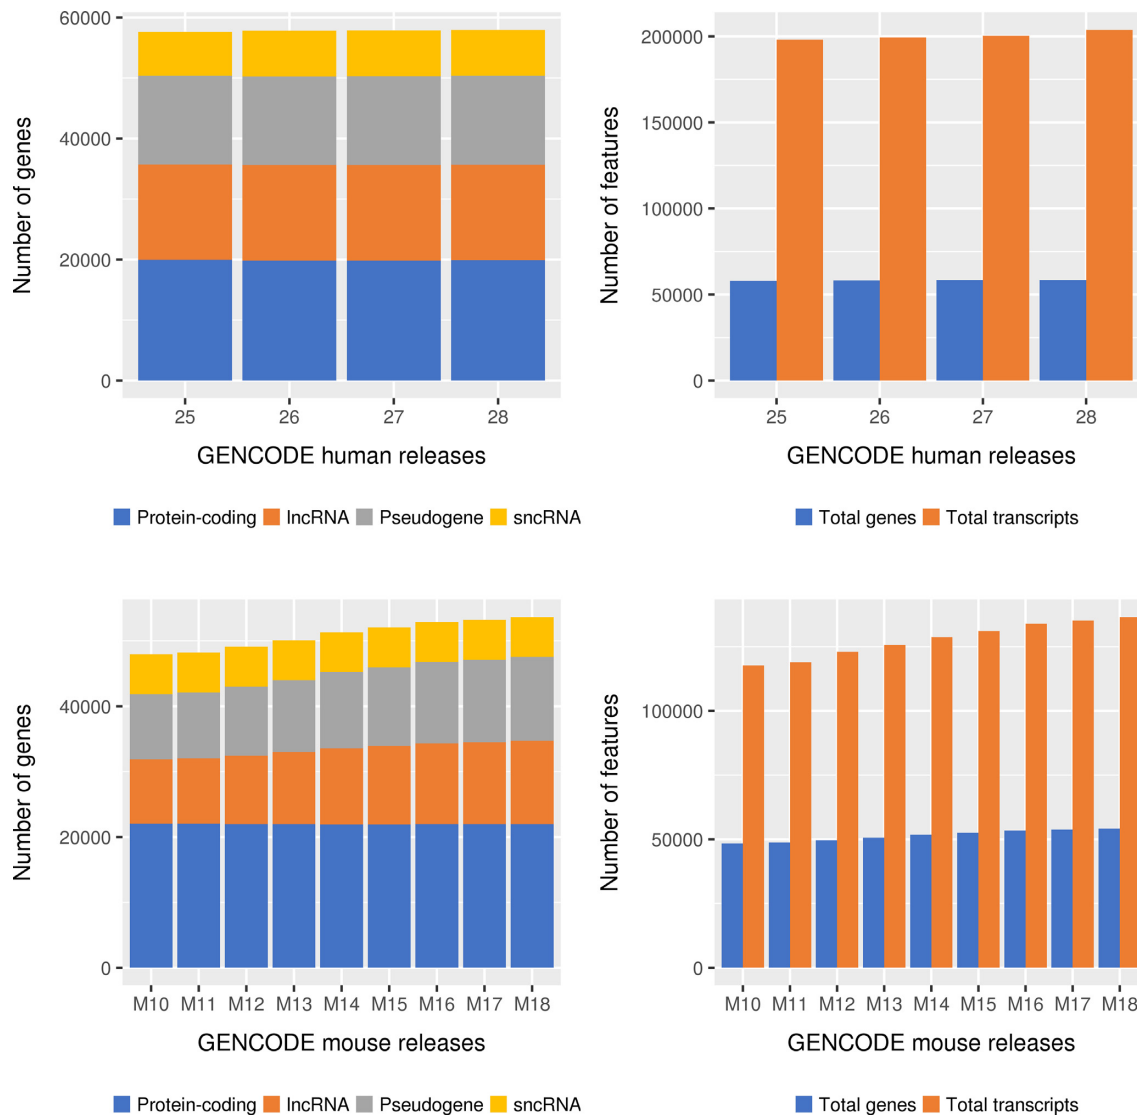 60000
40000
20000
0
Number of genes
25 26 27 28
GENCODE human releases
Protein-coding lncRNA Pseudogene sncRNA
200000
150000
100000
50000
0
Number of features
25 26 27 28
GENCODE human releases
Total genes Total transcripts
40000
20000
0
Number of genes
M10 M11 M12 M13 M14 M15 M16 M17 M18
GENCODE mouse releases
Protein-coding lncRNA Pseudogene sncRNA
100000
50000
0
Number of features
M10 M11 M12 M13 M14 M15 M16 M17 M18
GENCODE mouse releases
Total genes Total transcripts